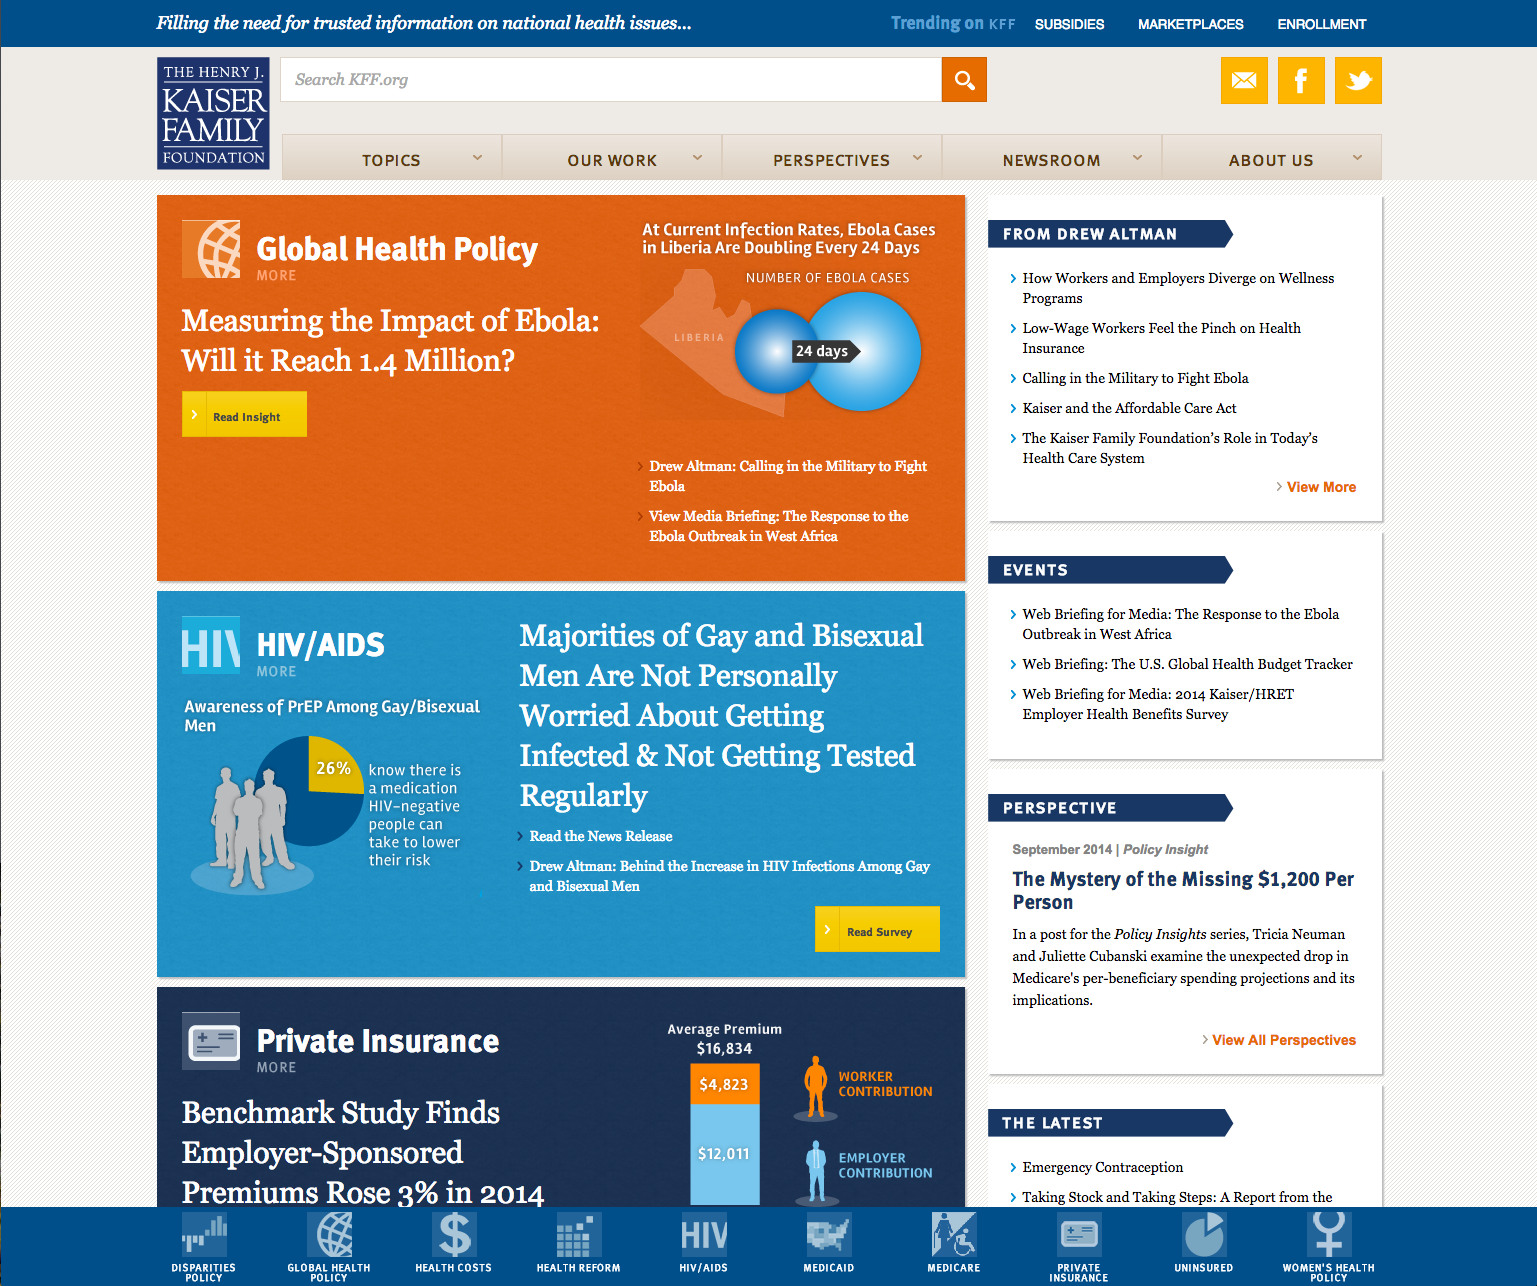 Filling the need for trusted information on national health issues...
Trending on KFF SUBSIDIES MARKETPLACES ENROLLMENT
THE HENRY J.
KAISER
FAMILY
FOUNDATION
Search KFF.org
TOPICS OUR WORK PERSPECTIVES NEWSROOM ABOUT US
Global Health Policy
MORE
Measuring the Impact of Ebola:
Will it Reach 1.4 Million?
Read Insight
At Current Infection Rates, Ebola Cases
in Liberia Are Doubling Every 24 Days
NUMBER OF EBOLA CASES
LIBERIA
24 days
Drew Altman: Calling in the Military to Fight
Ebola
View Media Briefing: The Response to the
Ebola Outbreak in West Africa
HIV
HIV/AIDS
MORE
Awareness of PrEP Among Gay/Bisexual
Men
26%
know there is
a medication
HIV-negative
people can
take to lower
their risk
Majorities of Gay and Bisexual
Men Are Not Personally
Worried About Getting
Infected & Not Getting Tested
Regularly
Read the News Release
Drew Altman: Behind the Increase in HIV Infections Among Gay
and Bisexual Men
Read Survey
Private Insurance
MORE
Benchmark Study Finds
Employer-Sponsored
Premiums Rose 3% in 2014
Average Premium
$16,834
$4,823
$12,011
WORKER
CONTRIBUTION
EMPLOYER
CONTRIBUTION
FROM DREW ALTMAN
How Workers and Employers Diverge on Wellness
Programs
Low-Wage Workers Feel the Pinch on Health
Insurance
Calling in the Military to Fight Ebola
Kaiser and the Affordable Care Act
The Kaiser Family Foundation's Role in Today's
Health Care System
View More
EVENTS
Web Briefing for Media: The Response to the Ebola
Outbreak in West Africa
Web Briefing: The U.S. Global Health Budget Tracker
Web Briefing for Media: 2014 Kaiser/HRET
Employer Health Benefits Survey
PERSPECTIVE
September 2014 | Policy Insight
The Mystery of the Missing $1,200 Per
Person
In a post for the Policy Insights series, Tricia Neuman
and Juliette Cubanski examine the unexpected drop in
Medicare's per-beneficiary spending projections and its
implications.
View All Perspectives
THE LATEST
Emergency Contraception
Taking Stock and Taking Steps: A Report from the
$
HIV
DISPARITIES
POLICY
GLOBAL HEALTH
POLICY
HEALTH COSTS
HEALTH REFORM
HIV/AIDS
MEDICAID
MEDICARE
PRIVATE
INSURANCE
UNINSURED
WOMEN'S HEALTH
POLICY